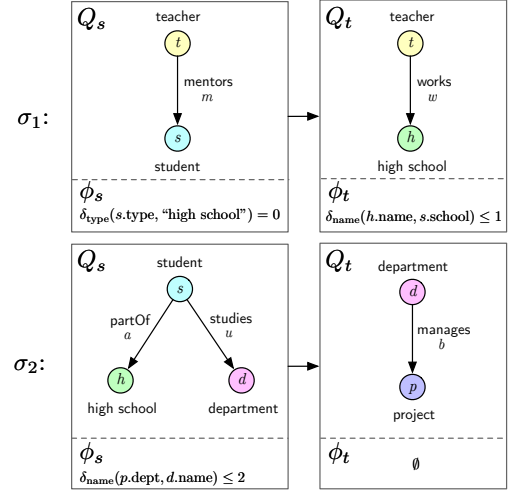 σ₁:
Qₛ
teacher
t
mentors
m
s
student
ϕₛ
δtype(s.type, “high school”) = 0
Qₜ
teacher
t
works
w
h
high school
ϕₜ
δname(h.name, s.school) ≤ 1
σ₂:
Qₛ
student
s
partOf
a
studies
u
h
d
high school
department
ϕₛ
δname(p.dept, d.name) ≤ 2
Qₜ
department
d
manages
b
p
project
ϕₜ
∅